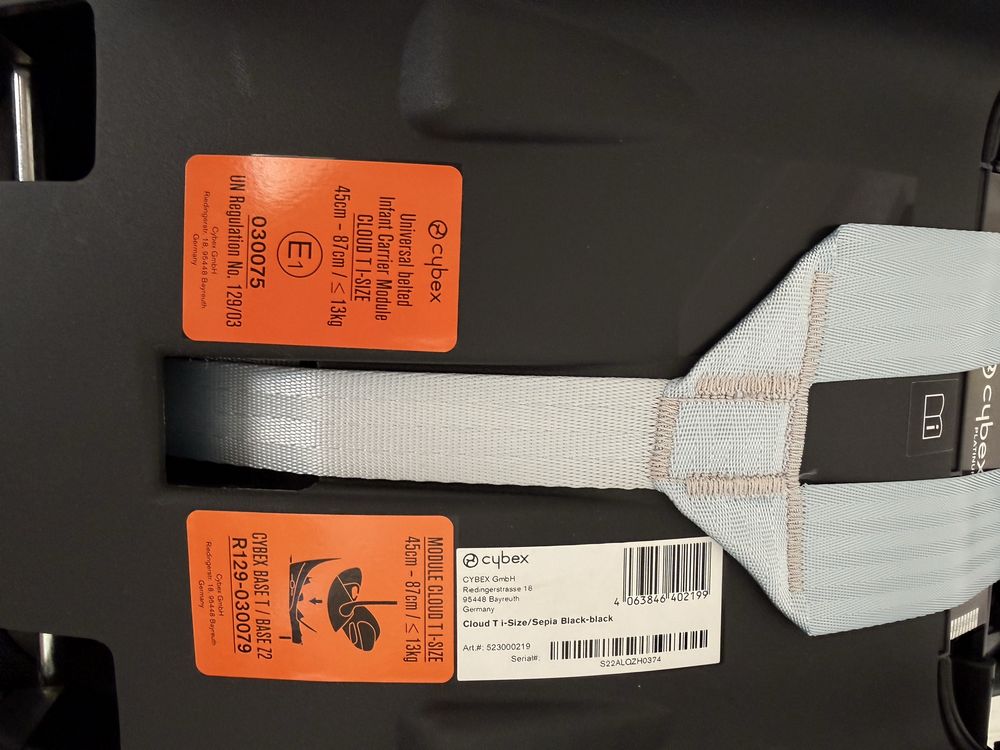 cybex
Universal belted
Infant Carrier Module
CLOUD T I-SIZE
45cm – 87cm / ≤ 13kg
E1
030075
UN Regulation No. 129/03
Cybex GmbH
Riedingerstr. 18, 95448 Bayreuth
Germany
MODULE CLOUD T I-SIZE
45cm – 87cm / ≤ 13kg
CYBEX BASE T / BASE Z2
R129-030079
Cybex GmbH
Riedingerstr. 18, 95448 Bayreuth
Germany
cybex
CYBEX GmbH
Riedingerstrasse 18
95448 Bayreuth
Germany
4 063846 402199
Cloud T i-Size/Sepia Black-black
Art.#: 523000219
Serial#:
S22ALQZH0374
i
cybex
PLATINUM